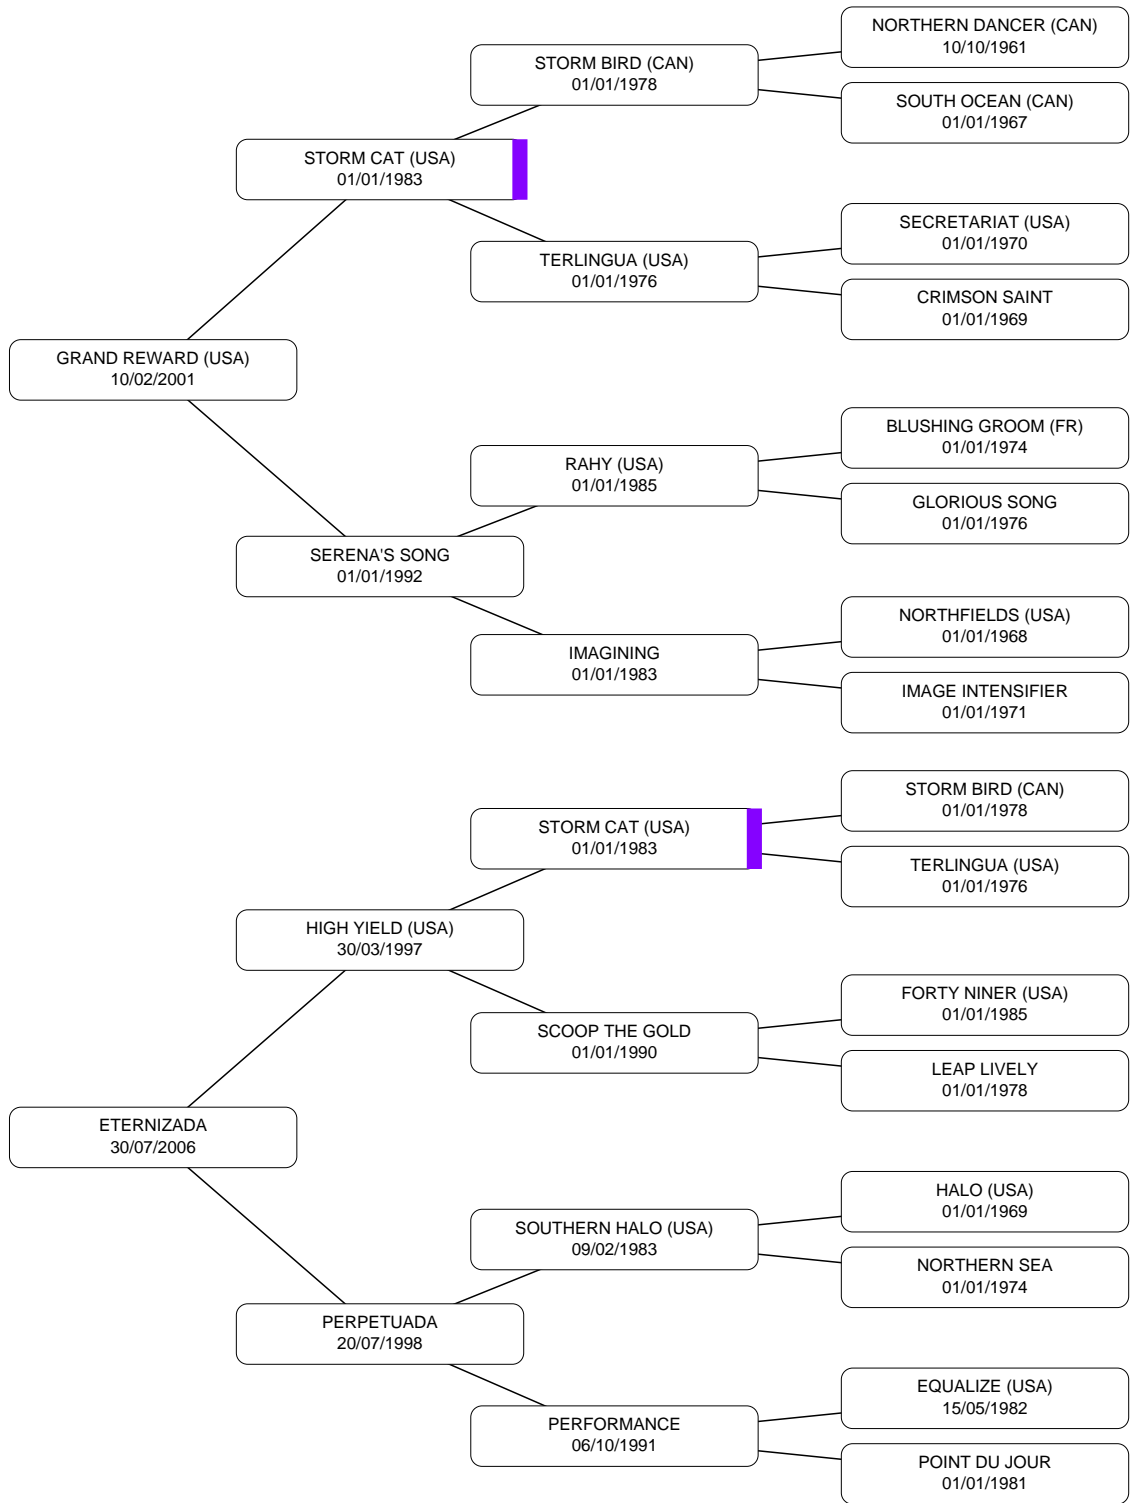 NORTHERN DANCER (CAN)
10/10/1961
STORM BIRD (CAN)
01/01/1978
SOUTH OCEAN (CAN)
01/01/1967
STORM CAT (USA)
01/01/1983
SECRETARIAT (USA)
01/01/1970
TERLINGUA (USA)
01/01/1976
CRIMSON SAINT
01/01/1969
GRAND REWARD (USA)
10/02/2001
BLUSHING GROOM (FR)
01/01/1974
RAHY (USA)
01/01/1985
GLORIOUS SONG
01/01/1976
SERENA'S SONG
01/01/1992
NORTHFIELDS (USA)
01/01/1968
IMAGINING
01/01/1983
IMAGE INTENSIFIER
01/01/1971
STORM BIRD (CAN)
01/01/1978
STORM CAT (USA)
01/01/1983
TERLINGUA (USA)
01/01/1976
HIGH YIELD (USA)
30/03/1997
FORTY NINER (USA)
01/01/1985
SCOOP THE GOLD
01/01/1990
LEAP LIVELY
01/01/1978
ETERNIZADA
30/07/2006
HALO (USA)
01/01/1969
SOUTHERN HALO (USA)
09/02/1983
NORTHERN SEA
01/01/1974
PERPETUADA
20/07/1998
EQUALIZE (USA)
15/05/1982
PERFORMANCE
06/10/1991
POINT DU JOUR
01/01/1981